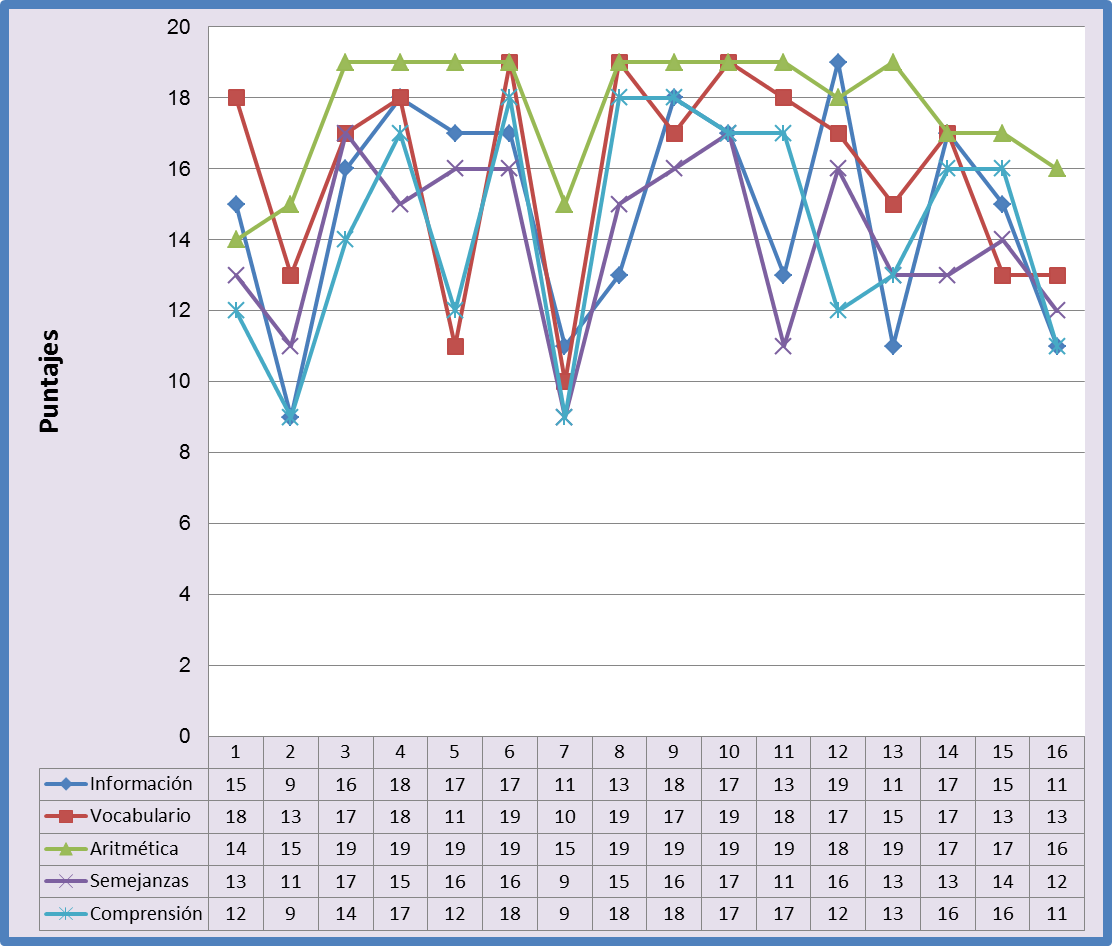 20
18
16
14
12
10
8
6
4
2
0
Puntajes
1 2 3 4 5 6 7 8 9 10 11 12 13 14 15 16
Información 15 9 16 18 17 17 11 13 18 17 13 19 11 17 15 11
Vocabulario 18 13 17 18 11 19 10 19 17 19 18 17 15 17 13 13
Aritmética 14 15 19 19 19 19 15 19 19 19 19 18 19 17 17 16
Semejanzas 13 11 17 15 16 16 9 15 16 17 11 16 13 13 14 12
Comprensión 12 9 14 17 12 18 9 18 18 17 17 12 13 16 16 11